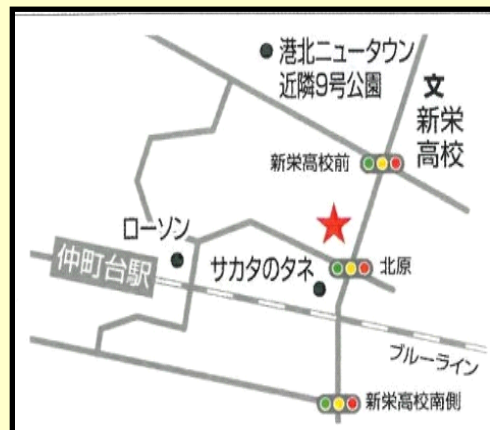 港北ニュータウン
近隣9号公園
文
新栄
高校
新栄高校前
ローソン
仲町台駅
サカタのタネ
北原
ブルーライン
新栄高校南側